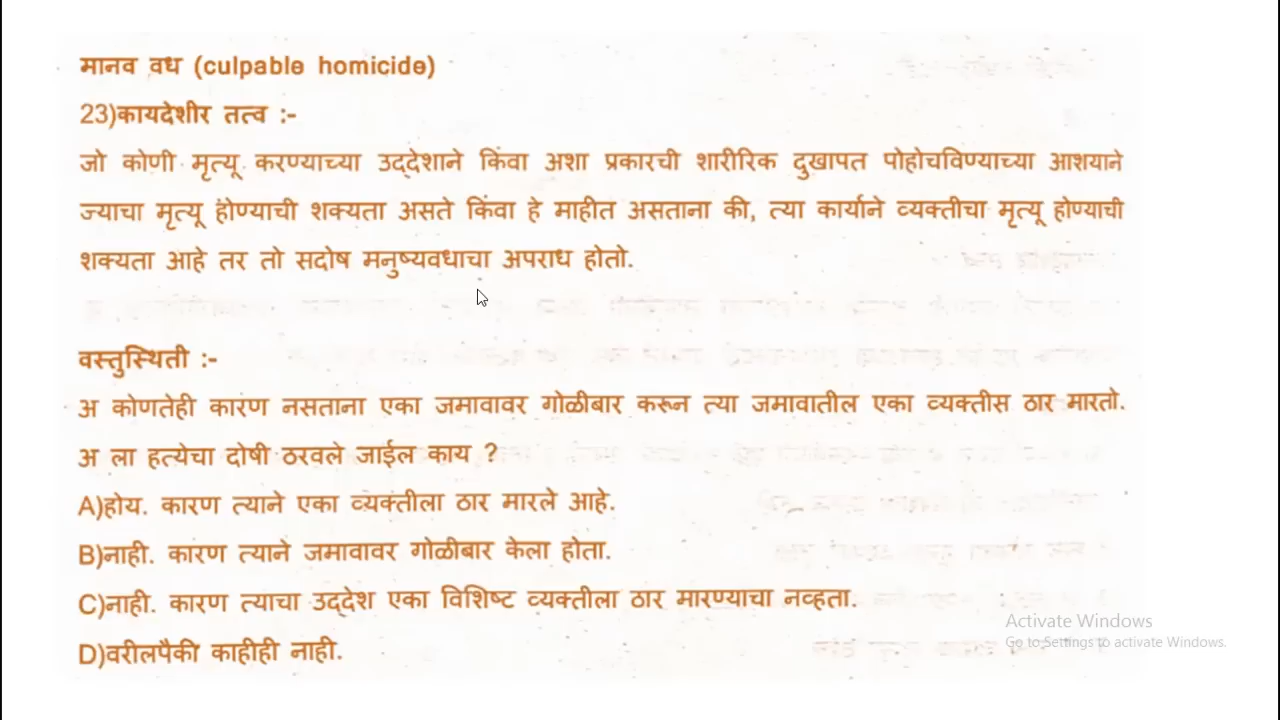 मानव वध (culpable homicide)
23)कायदेशीर तत्व :-
जो कोणी मृत्यू करण्याच्या उद्देशाने किंवा अशा प्रकारची शारीरिक दुखापत पोहोचविण्याच्या आशयाने
ज्याचा मृत्यू होण्याची शक्यता असते किंवा हे माहीत असताना की, त्या कार्याने व्यक्तीचा मृत्यू होण्याची
शक्यता आहे तर तो सदोष मनुष्यवधाचा अपराध होतो.
वस्तुस्थिती :-
अ कोणतेही कारण नसताना एका जमावावर गोळीबार करून त्या जमावातील एका व्यक्तीस ठार मारतो.
अ ला हत्येचा दोषी ठरवले जाईल काय ?
A)होय. कारण त्याने एका व्यक्तीला ठार मारले आहे.
B)नाही. कारण त्याने जमावावर गोळीबार केला होता.
C)नाही. कारण त्याचा उद्देश एका विशिष्ट व्यक्तीला ठार मारण्याचा नव्हता.
D)वरीलपैकी काहीही नाही.
Activate Windows
Go to Settings to activate Windows.